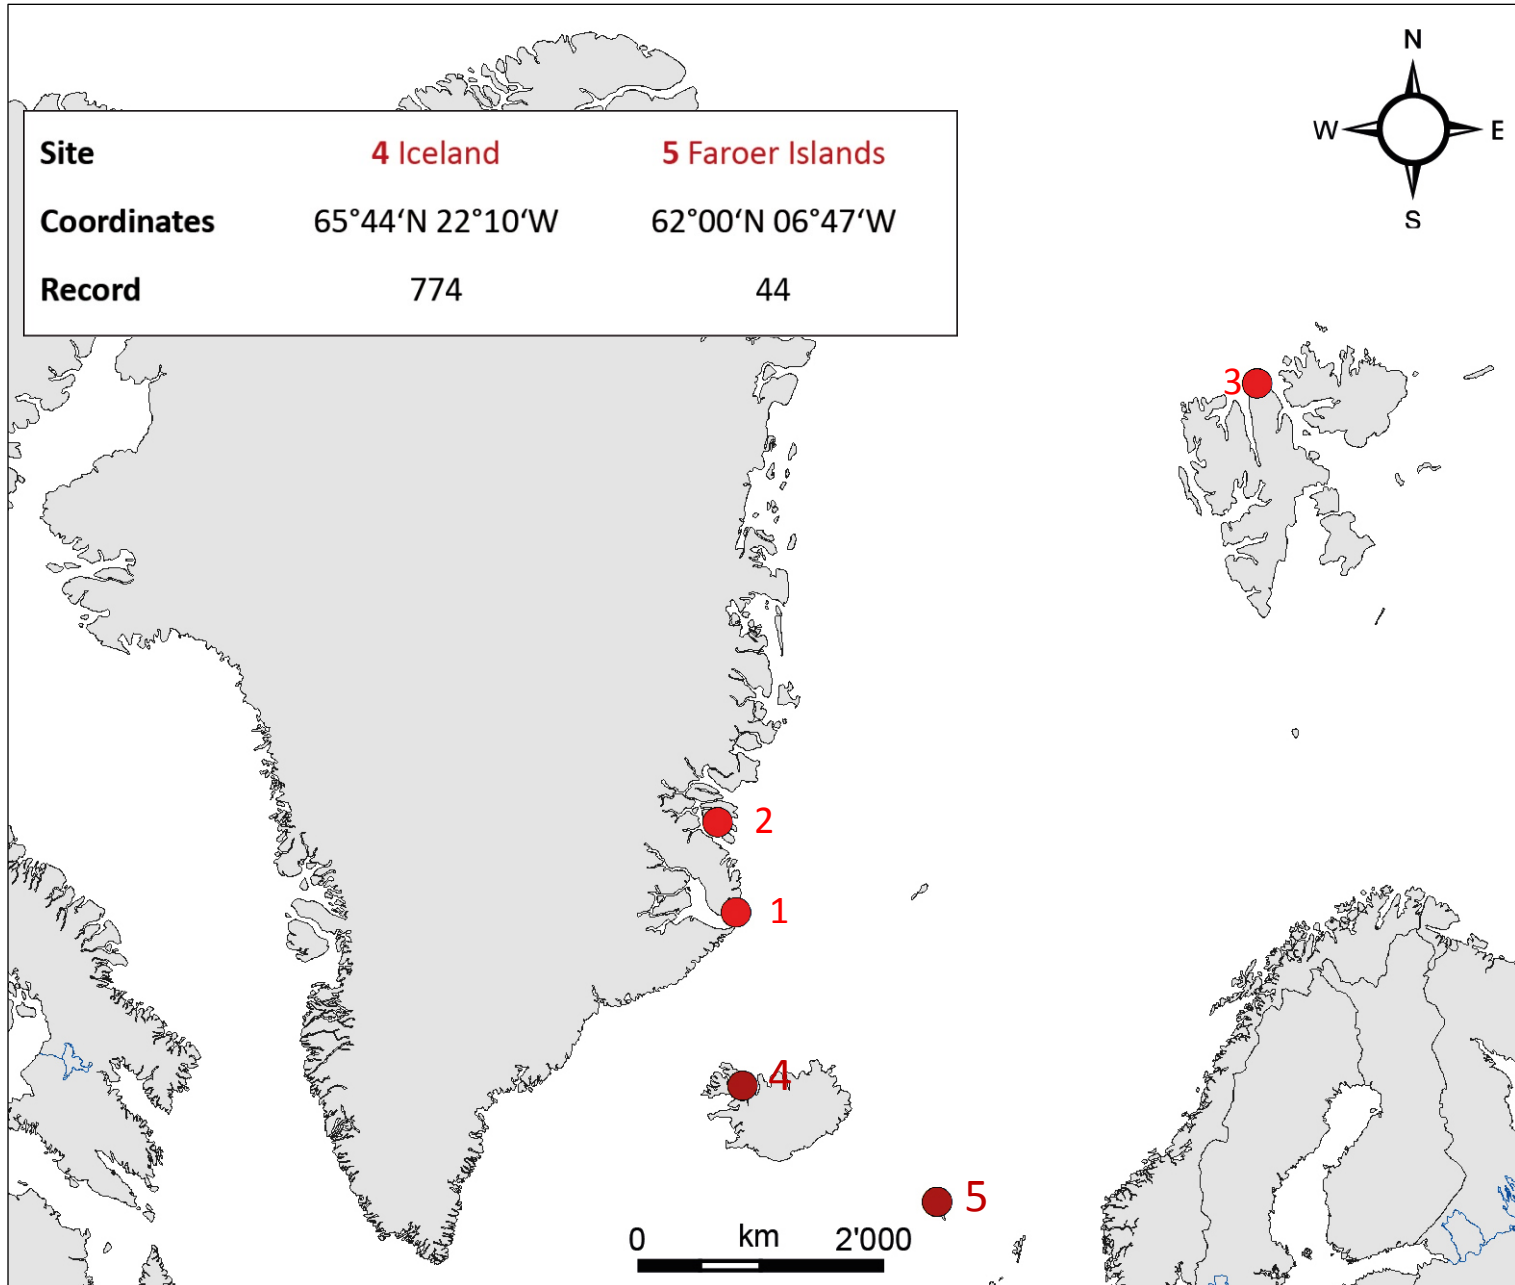 N
W E
S
Site 4 Iceland 5 Faroer Islands
Coordinates 65°44‘N 22°10‘W 62°00‘N 06°47‘W
Record 774 44
3
2
1
4
5
0 km 2'000